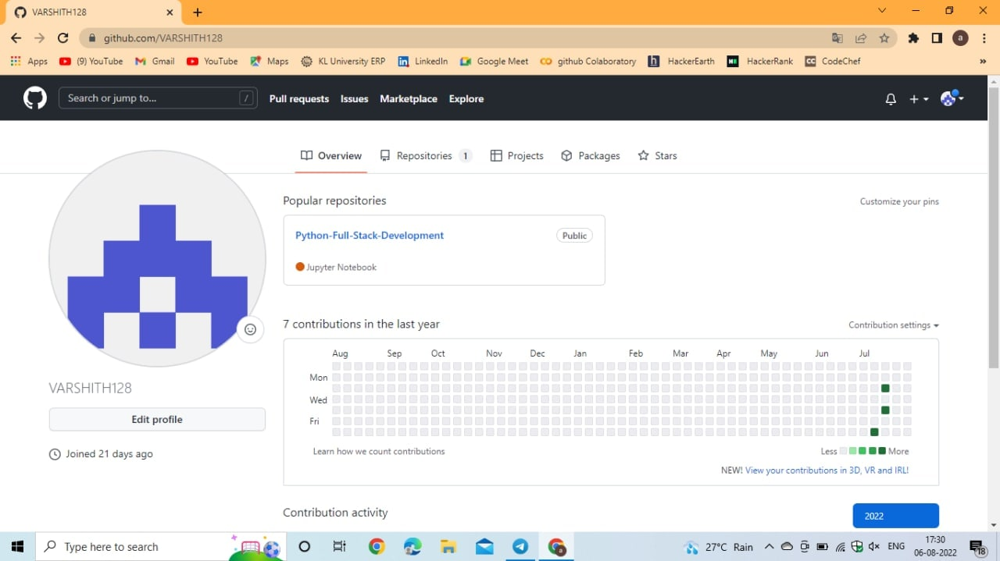 VARSHITH128
github.com/VARSHITH128
a
Apps (9) YouTube Gmail YouTube Maps KL University ERP LinkedIn Google Meet github Colaboratory HackerEarth HackerRank CodeChef »
Search or jump to... / Pull requests Issues Marketplace Explore
Overview Repositories 1 Projects Packages Stars
Popular repositories Customize your pins
Python-Full-Stack-Development Public
Jupyter Notebook
7 contributions in the last year Contribution settings
Aug Sep Oct Nov Dec Jan Feb Mar Apr May Jun Jul
Mon
Wed
Fri
Learn how we count contributions Less More
NEW! View your contributions in 3D, VR and IRL!
VARSHITH128
Edit profile
Joined 21 days ago
Contribution activity 2022
Type here to search
a
27°C Rain ENG 17:30
06-08-2022 18